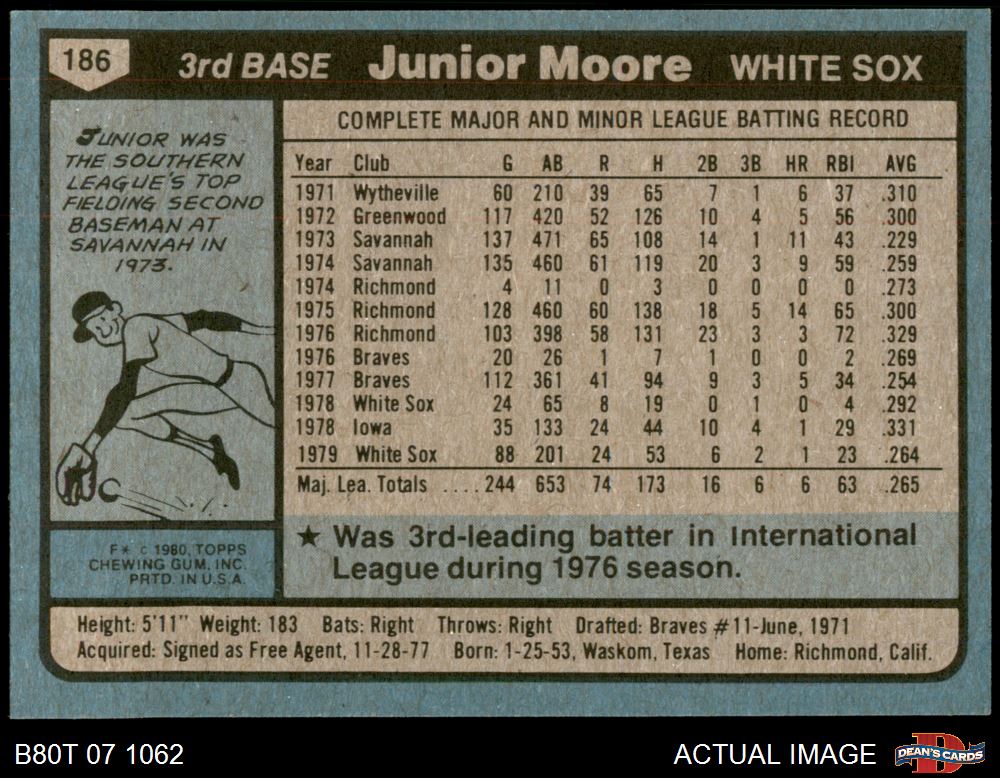 186 3rd BASE Junior Moore WHITE SOX
JUNIOR WAS
THE SOUTHERN
LEAGUE'S TOP
FIELDING SECOND
BASEMAN AT
SAVANNAH IN
1973.
COMPLETE MAJOR AND MINOR LEAGUE BATTING RECORD
Year Club G AB R H 2B 3B HR RBI AVG
1971 Wytheville 60 210 39 65 7 1 6 37 .310
1972 Greenwood 117 420 52 126 10 4 5 56 .300
1973 Savannah 137 471 65 108 14 1 11 43 .229
1974 Savannah 135 460 61 119 20 3 9 59 .259
1974 Richmond 4 11 0 3 0 0 0 0 .273
1975 Richmond 128 460 60 138 18 5 14 65 .300
1976 Richmond 103 398 58 131 23 3 3 72 .329
1976 Braves 20 26 1 7 1 0 0 2 .269
1977 Braves 112 361 41 94 9 3 5 34 .254
1978 White Sox 24 65 8 19 0 1 0 4 .292
1978 Iowa 35 133 24 44 10 4 1 29 .331
1979 White Sox 88 201 24 53 6 2 1 23 .264
Maj. Lea. Totals ....244 653 74 173 16 6 6 63 .265
★ Was 3rd-leading batter in International
League during 1976 season.
F* © 1980, TOPPS
CHEWING GUM, INC.
PRTD. IN U.S.A.
Height: 5'11" Weight: 183 Bats: Right Throws: Right Drafted: Braves #11-June, 1971
Acquired: Signed as Free Agent, 11-28-77 Born: 1-25-53, Waskom, Texas Home: Richmond, Calif.
B80T 07 1062 ACTUAL IMAGE DEAN'S CARDS